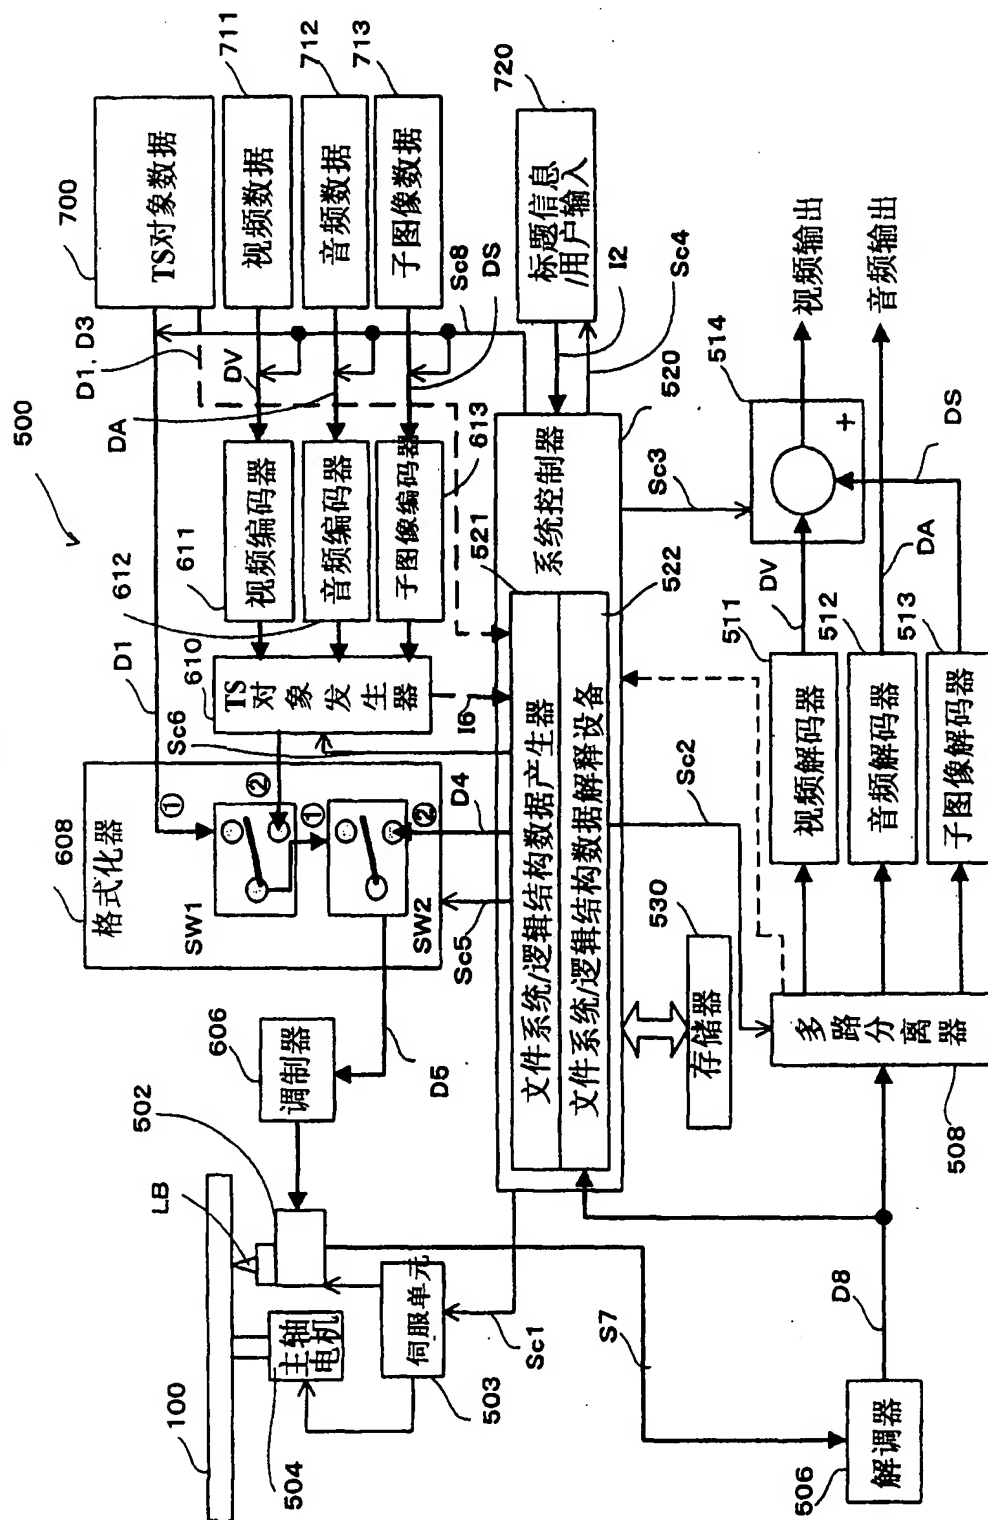 500
700
TS对象数据
711
视频数据
712
音频数据
713
子图像数据
720
标题信息
/用户输入
D1, D3
DV
DA
DS
Sc8
I2
Sc4
D1
611
视频编码器
612
音频编码器
613
子图像编码器
610
TS对象发生器
Sc6
I6
608
格式化器
①
②
SW1
①
②
SW2
D4
Sc5
D5
606
调制器
502
LB
100
504
主轴
电机
503
伺服单元
Sc1
S7
520
系统控制器
521
文件系统/逻辑结构数据产生器
522
文件系统/逻辑结构数据解释设备
530
存储器
Sc2
Sc3
506
解调器
D8
508
多路分离器
511
视频解码器
512
音频解码器
513
子图像解码器
DV
DA
DS
514
+
视频输出
音频输出